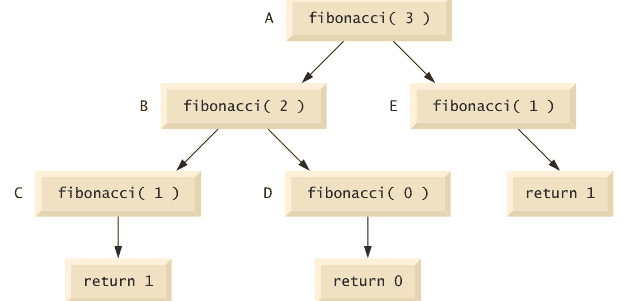 A fibonacci( 3 )
B fibonacci( 2 )
E fibonacci( 1 )
C fibonacci( 1 )
D fibonacci( 0 )
return 1
return 1
return 0